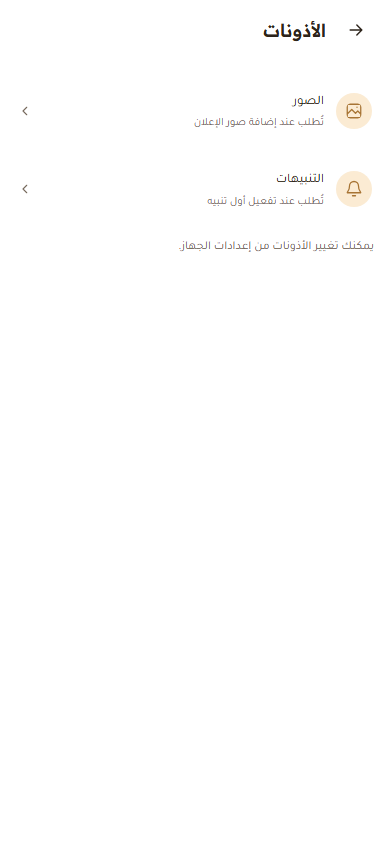 الأذونات
الصور
تُطلب عند إضافة صور الإعلان
التنبيهات
تُطلب عند تفعيل أول تنبيه
يمكنك تغيير الأذونات من إعدادات الجهاز.